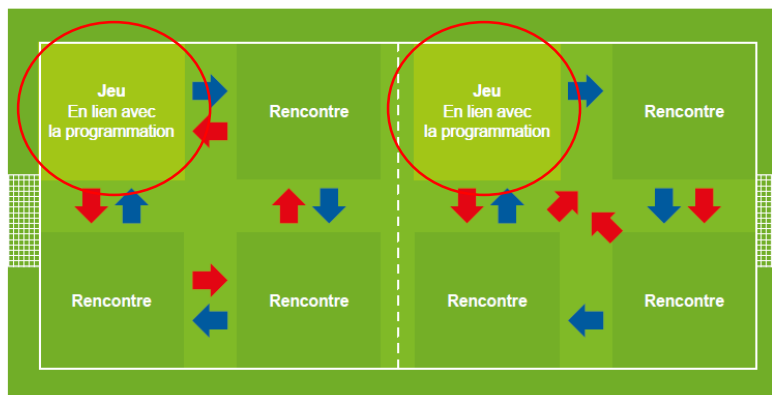 Jeu
En lien avec
la programmation
Rencontre
Jeu
En lien avec
la programmation
Rencontre
Rencontre
Rencontre
Rencontre
Rencontre